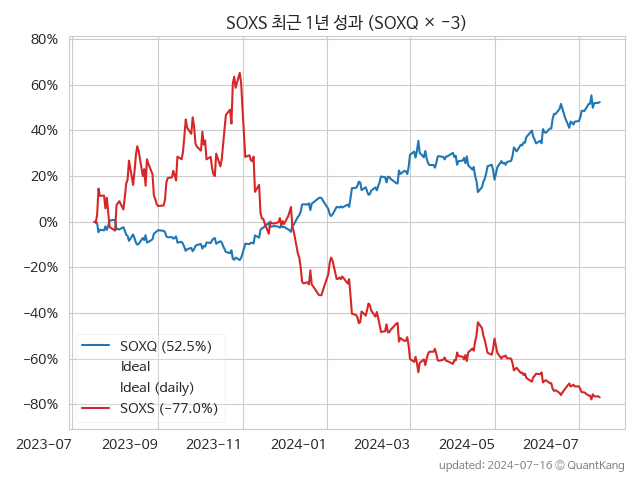 SOXS 최근 1년 성과 (SOXQ × -3)
80%
60%
40%
20%
0%
−20%
−40%
−60%
−80%
SOXQ (52.5%)
Ideal
Ideal (daily)
SOXS (-77.0%)
2023-07
2023-09
2023-11
2024-01
2024-03
2024-05
2024-07
updated: 2024-07-16 © QuantKang